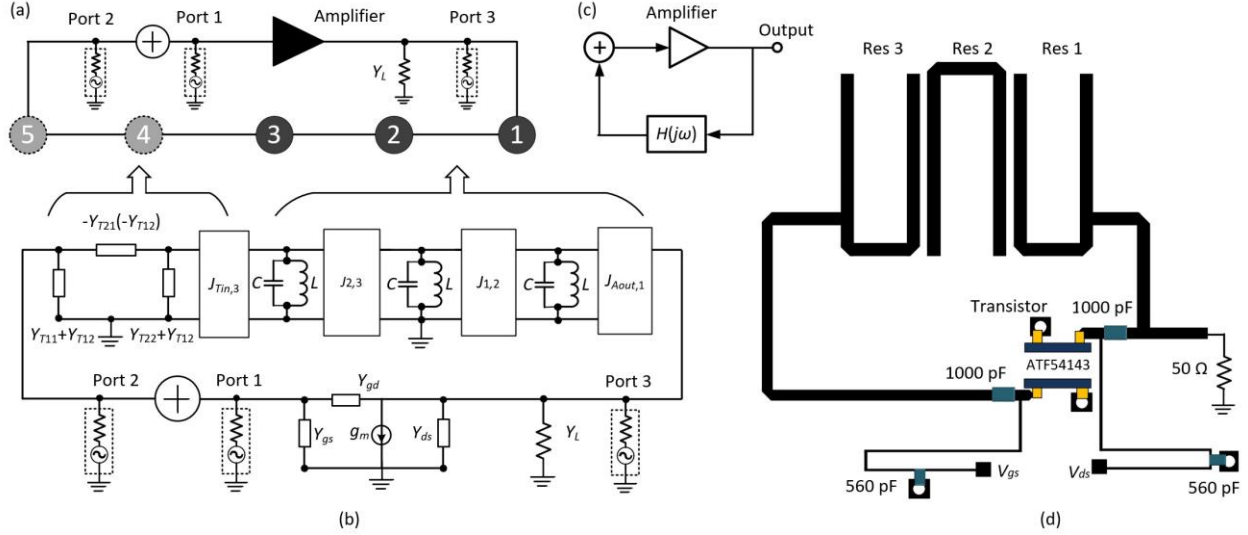 (a)
Port 2
Port 1
Amplifier
Port 3
Y_L
5
4
3
2
1
-Y_T21(-Y_T12)
Y_T11+Y_T12
Y_T22+Y_T12
J_Tin,3
C
L
J_2,3
C
L
J_1,2
C
L
J_Aout,1
Port 2
Port 1
Y_gs
Y_gd
g_m
Y_ds
Y_L
Port 3
(b)
(c)
Amplifier
Output
H(jω)
Res 3
Res 2
Res 1
Transistor
1000 pF
ATF54143
1000 pF
50 Ω
560 pF
V_gs
V_ds
560 pF
(d)